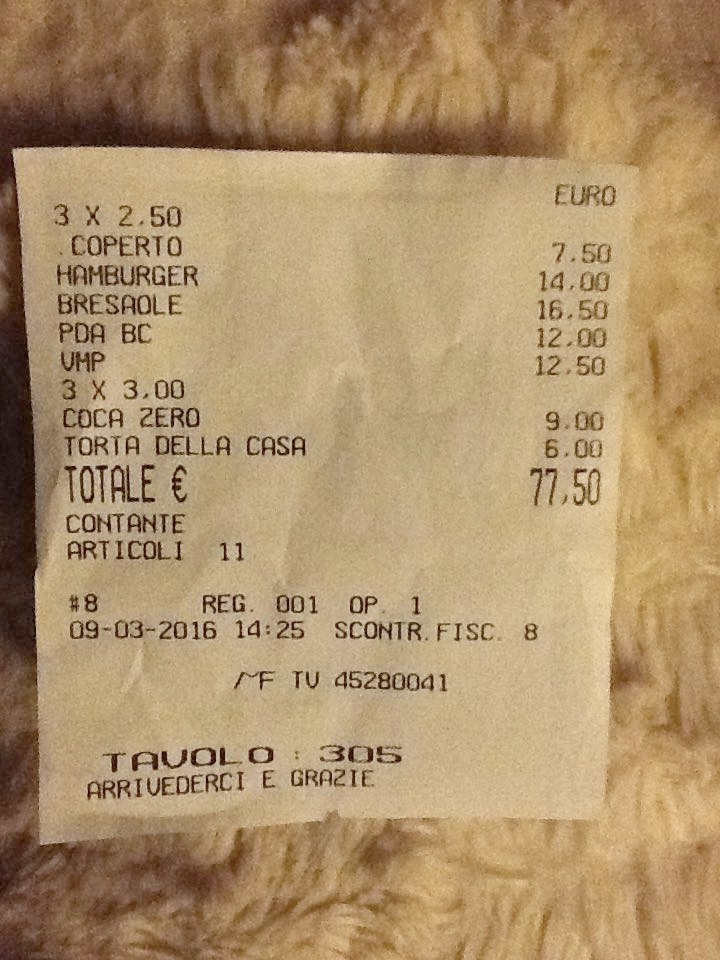 EURO
3 X 2.50
.COPERTO 7.50
HAMBURGER 14.00
BRESAOLE 16.50
PDA BC 12.00
VMP 12.50
3 X 3,00
COCA ZERO 9.00
TORTA DELLA CASA 6.00
TOTALE € 77,50
CONTANTE
ARTICOLI 11
#8 REG. 001 OP. 1
09-03-2016 14:25 SCONTR.FISC. 8
MF TV 45280041
TAVOLO : 305
ARRIVEDERCI E GRAZIE